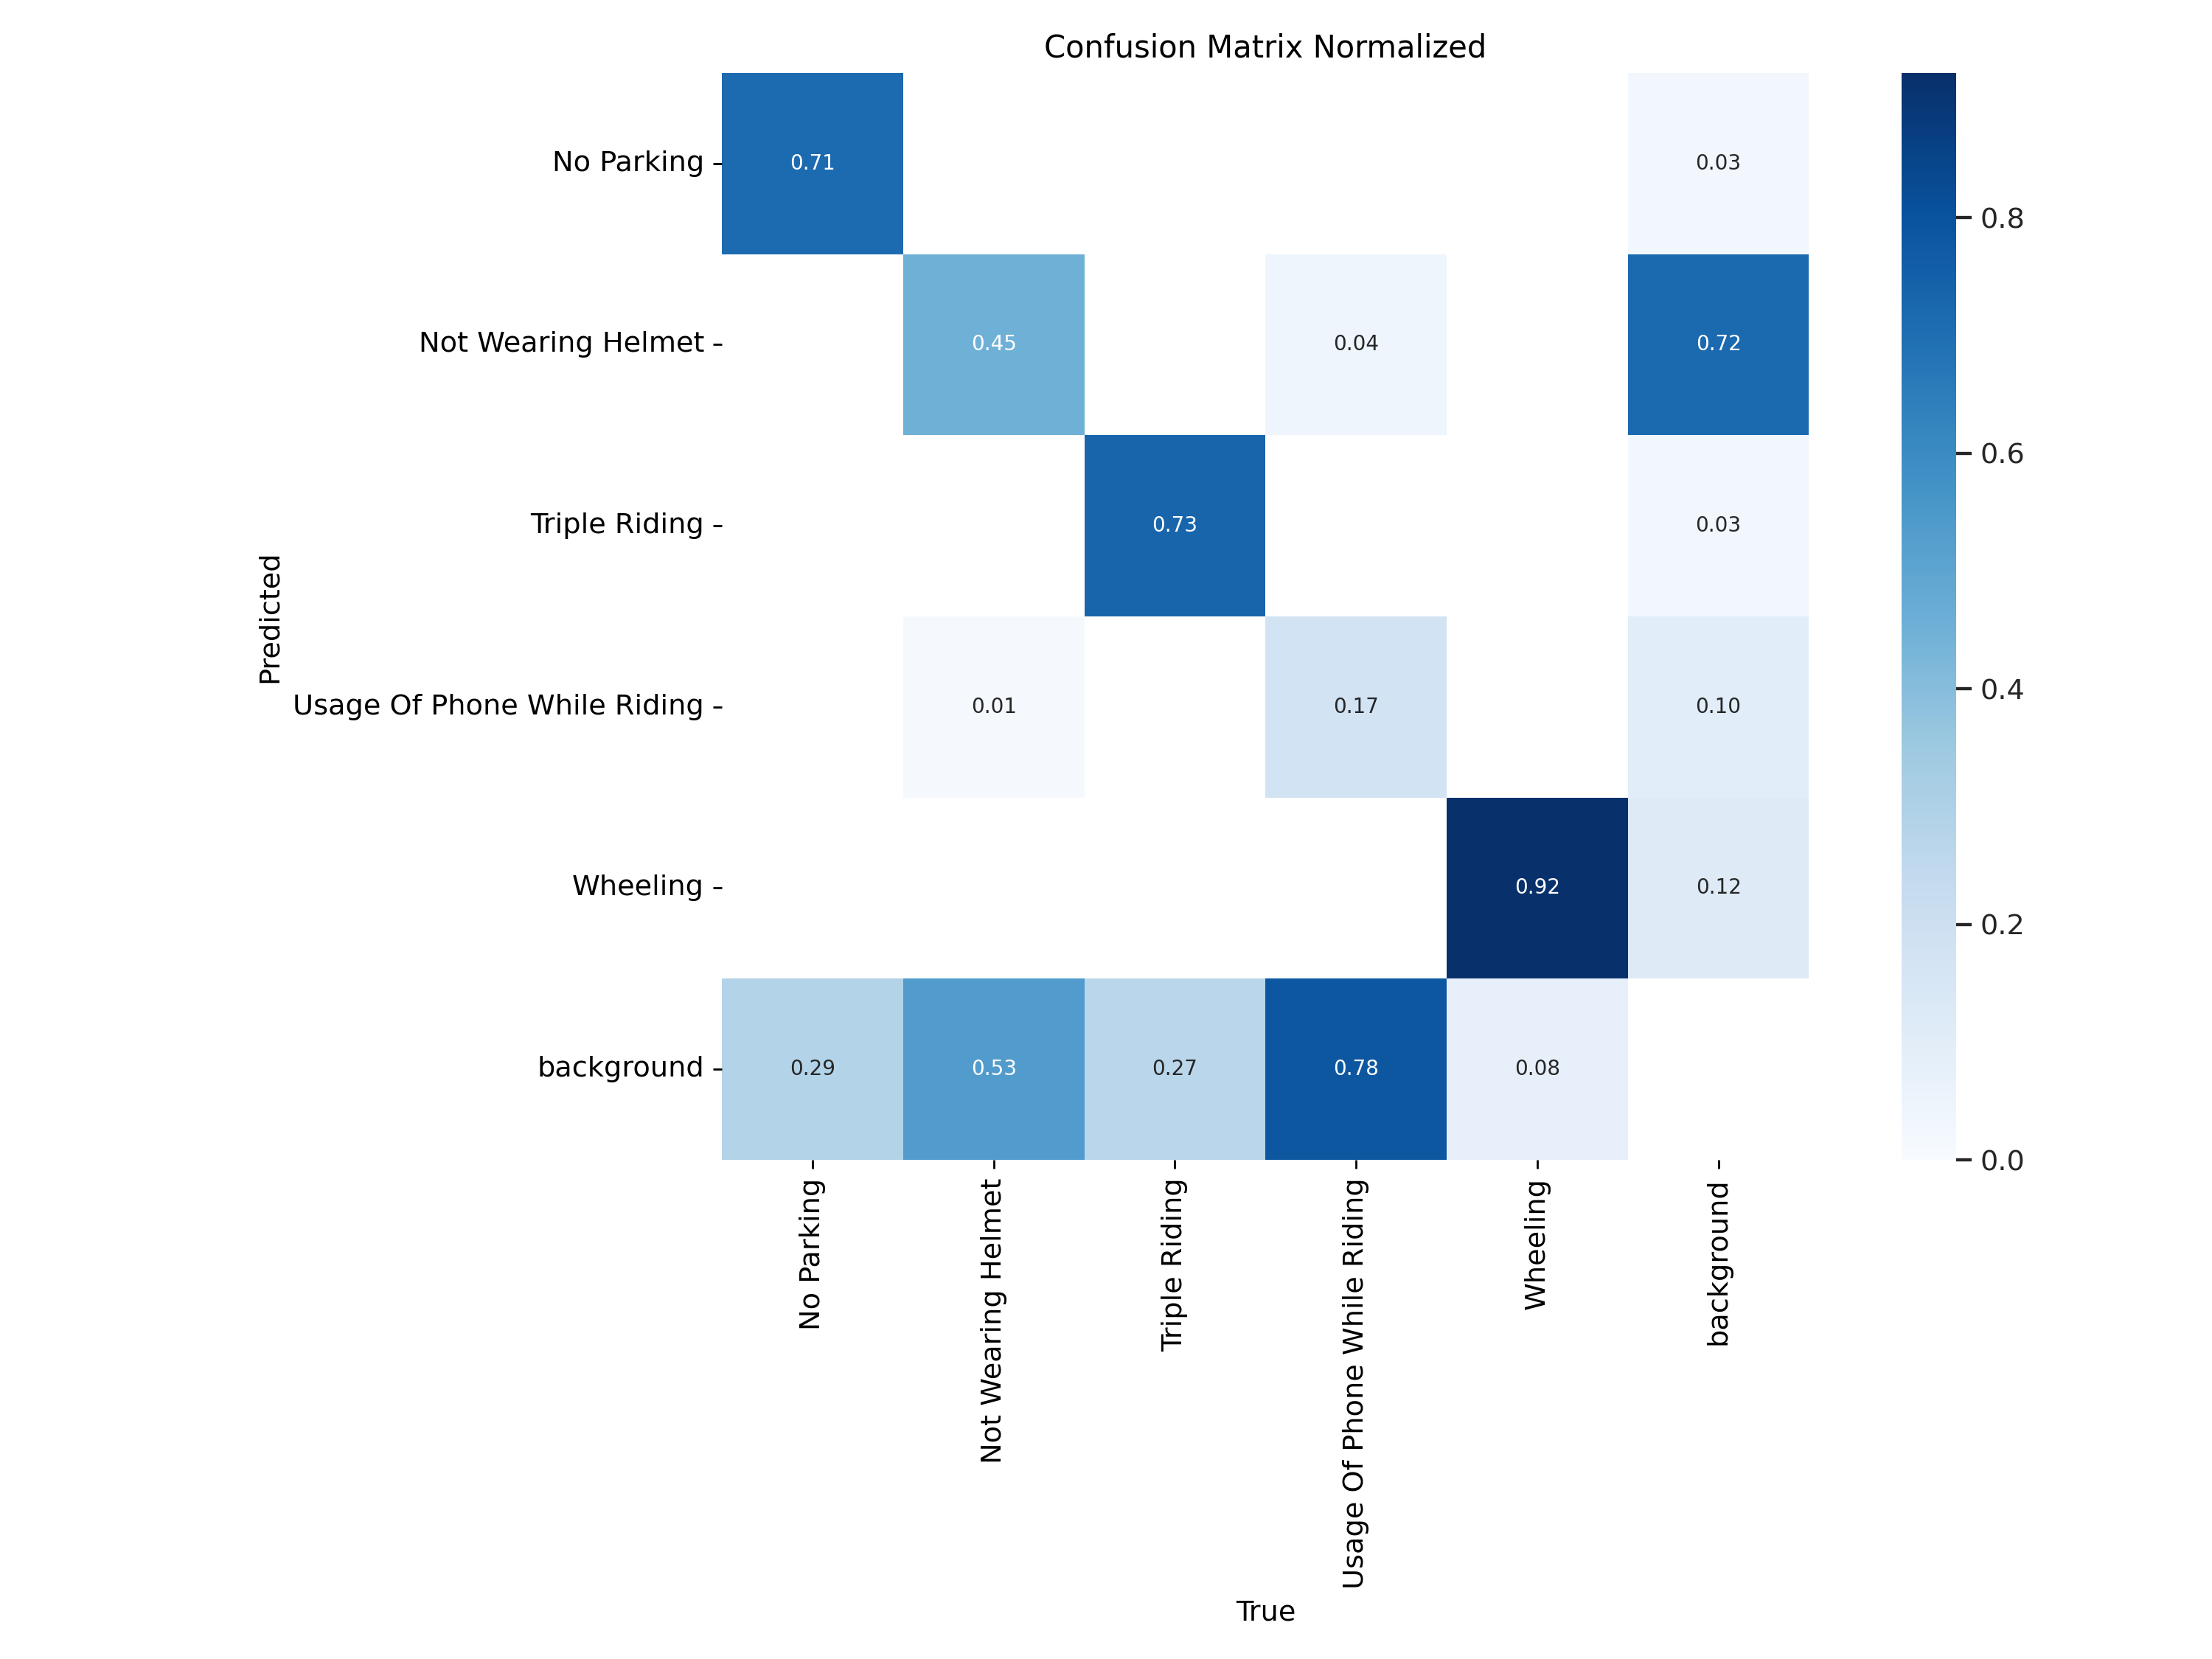 Confusion Matrix Normalized
No Parking
0.71
0.03
Not Wearing Helmet
0.45
0.04
0.72
Triple Riding
0.73
0.03
Usage Of Phone While Riding
0.01
0.17
0.10
Wheeling
0.92
0.12
background
0.29
0.53
0.27
0.78
0.08
Predicted
No Parking
Not Wearing Helmet
Triple Riding
Usage Of Phone While Riding
Wheeling
background
True
0.8
0.6
0.4
0.2
0.0